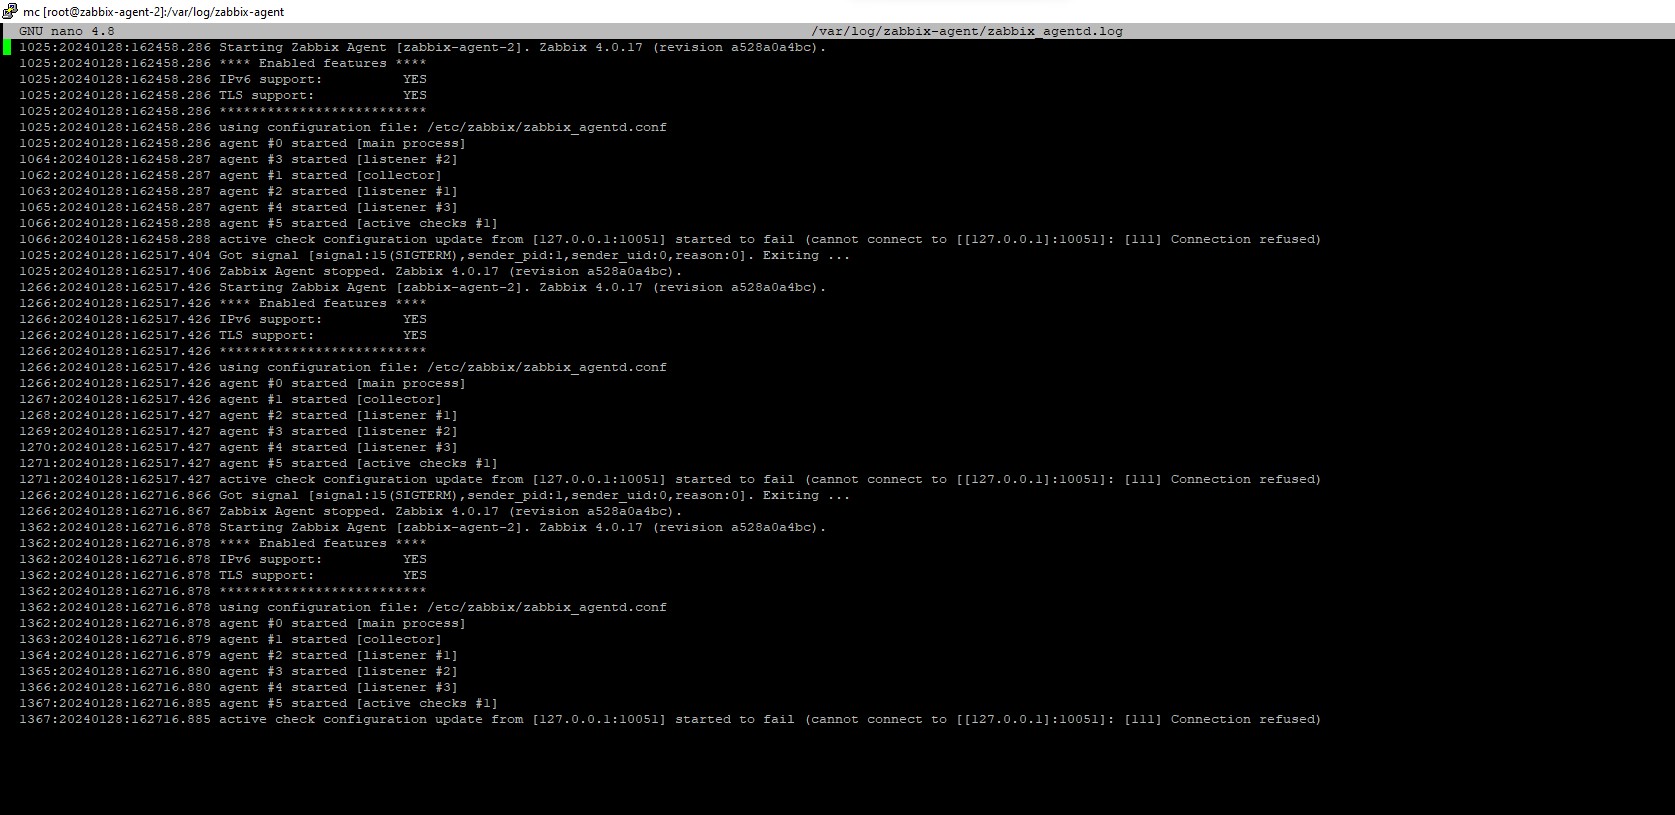 mc [root@zabbix-agent-2]:/var/log/zabbix-agent
GNU nano 4.8 /var/log/zabbix-agent/zabbix_agentd.log
1025:20240128:162458.286 Starting Zabbix Agent [zabbix-agent-2]. Zabbix 4.0.17 (revision a528a0a4bc).
1025:20240128:162458.286 **** Enabled features ****
1025:20240128:162458.286 IPv6 support:          YES
1025:20240128:162458.286 TLS support:           YES
1025:20240128:162458.286 **************************
1025:20240128:162458.286 using configuration file: /etc/zabbix/zabbix_agentd.conf
1025:20240128:162458.286 agent #0 started [main process]
1064:20240128:162458.287 agent #3 started [listener #2]
1062:20240128:162458.287 agent #1 started [collector]
1063:20240128:162458.287 agent #2 started [listener #1]
1065:20240128:162458.287 agent #4 started [listener #3]
1066:20240128:162458.288 agent #5 started [active checks #1]
1066:20240128:162458.288 active check configuration update from [127.0.0.1:10051] started to fail (cannot connect to [[127.0.0.1]:10051]: [111] Connection refused)
1025:20240128:162517.404 Got signal [signal:15(SIGTERM),sender_pid:1,sender_uid:0,reason:0]. Exiting ...
1025:20240128:162517.406 Zabbix Agent stopped. Zabbix 4.0.17 (revision a528a0a4bc).
1266:20240128:162517.426 Starting Zabbix Agent [zabbix-agent-2]. Zabbix 4.0.17 (revision a528a0a4bc).
1266:20240128:162517.426 **** Enabled features ****
1266:20240128:162517.426 IPv6 support:          YES
1266:20240128:162517.426 TLS support:           YES
1266:20240128:162517.426 **************************
1266:20240128:162517.426 using configuration file: /etc/zabbix/zabbix_agentd.conf
1266:20240128:162517.426 agent #0 started [main process]
1267:20240128:162517.426 agent #1 started [collector]
1268:20240128:162517.427 agent #2 started [listener #1]
1269:20240128:162517.427 agent #3 started [listener #2]
1270:20240128:162517.427 agent #4 started [listener #3]
1271:20240128:162517.427 agent #5 started [active checks #1]
1271:20240128:162517.427 active check configuration update from [127.0.0.1:10051] started to fail (cannot connect to [[127.0.0.1]:10051]: [111] Connection refused)
1266:20240128:162716.866 Got signal [signal:15(SIGTERM),sender_pid:1,sender_uid:0,reason:0]. Exiting ...
1266:20240128:162716.867 Zabbix Agent stopped. Zabbix 4.0.17 (revision a528a0a4bc).
1362:20240128:162716.878 Starting Zabbix Agent [zabbix-agent-2]. Zabbix 4.0.17 (revision a528a0a4bc).
1362:20240128:162716.878 **** Enabled features ****
1362:20240128:162716.878 IPv6 support:          YES
1362:20240128:162716.878 TLS support:           YES
1362:20240128:162716.878 **************************
1362:20240128:162716.878 using configuration file: /etc/zabbix/zabbix_agentd.conf
1362:20240128:162716.878 agent #0 started [main process]
1363:20240128:162716.879 agent #1 started [collector]
1364:20240128:162716.879 agent #2 started [listener #1]
1365:20240128:162716.880 agent #3 started [listener #2]
1366:20240128:162716.880 agent #4 started [listener #3]
1367:20240128:162716.885 agent #5 started [active checks #1]
1367:20240128:162716.885 active check configuration update from [127.0.0.1:10051] started to fail (cannot connect to [[127.0.0.1]:10051]: [111] Connection refused)